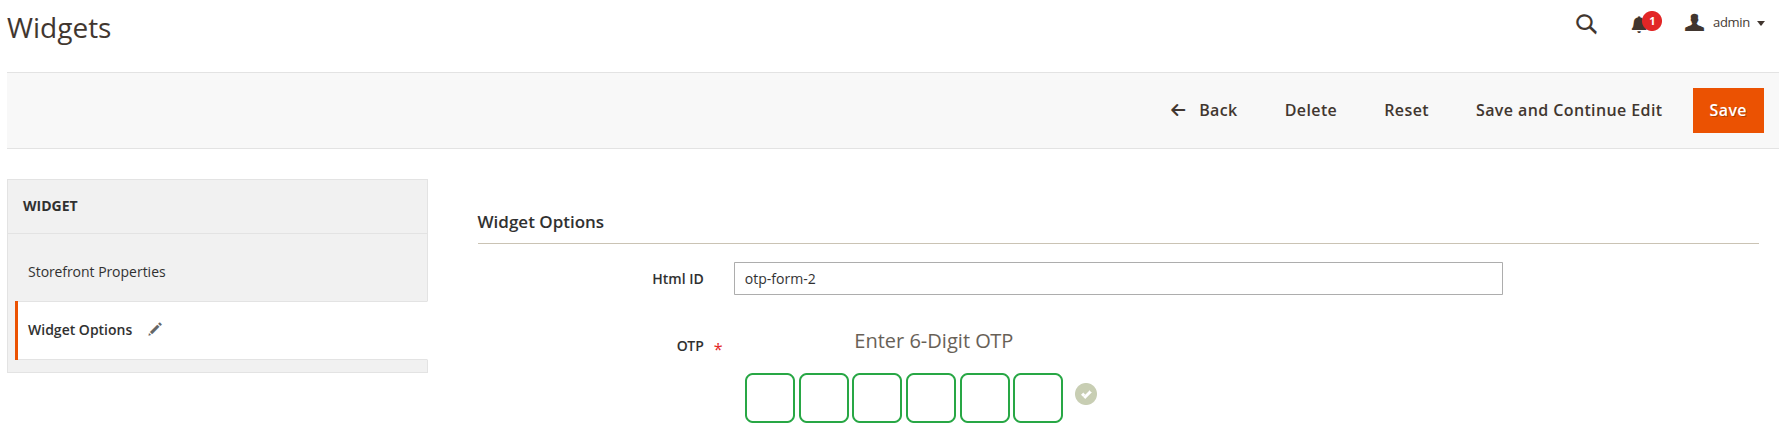 Widgets
1
admin
Back
Delete
Reset
Save and Continue Edit
Save
WIDGET
Storefront Properties
Widget Options
Widget Options
Html ID
otp-form-2
OTP *
Enter 6-Digit OTP